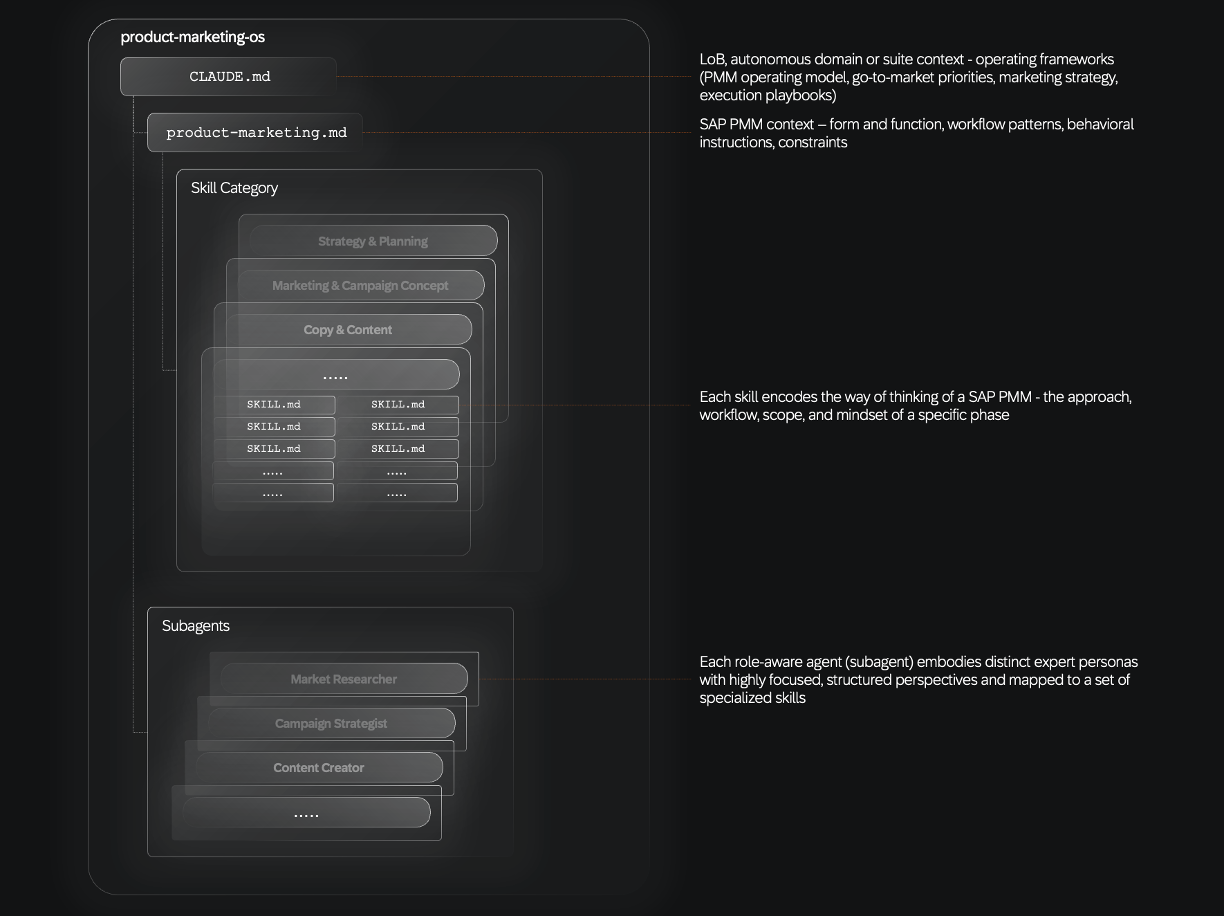 product-marketing-os
CLAUDE.md
LoB, autonomous domain or suite context - operating frameworks
(PMM operating model, go-to-market priorities, marketing strategy,
execution playbooks)
product-marketing.md
SAP PMM context – form and function, workflow patterns, behavioral
instructions, constraints
Skill Category
Strategy & Planning
Marketing & Campaign Concept
Copy & Content
.....
SKILL.md SKILL.md
SKILL.md SKILL.md
SKILL.md SKILL.md
..... .....
..... .....
Each skill encodes the way of thinking of a SAP PMM - the approach,
workflow, scope, and mindset of a specific phase
Subagents
Market Researcher
Campaign Strategist
Content Creator
.....
Each role-aware agent (subagent) embodies distinct expert personas
with highly focused, structured perspectives and mapped to a set of
specialized skills